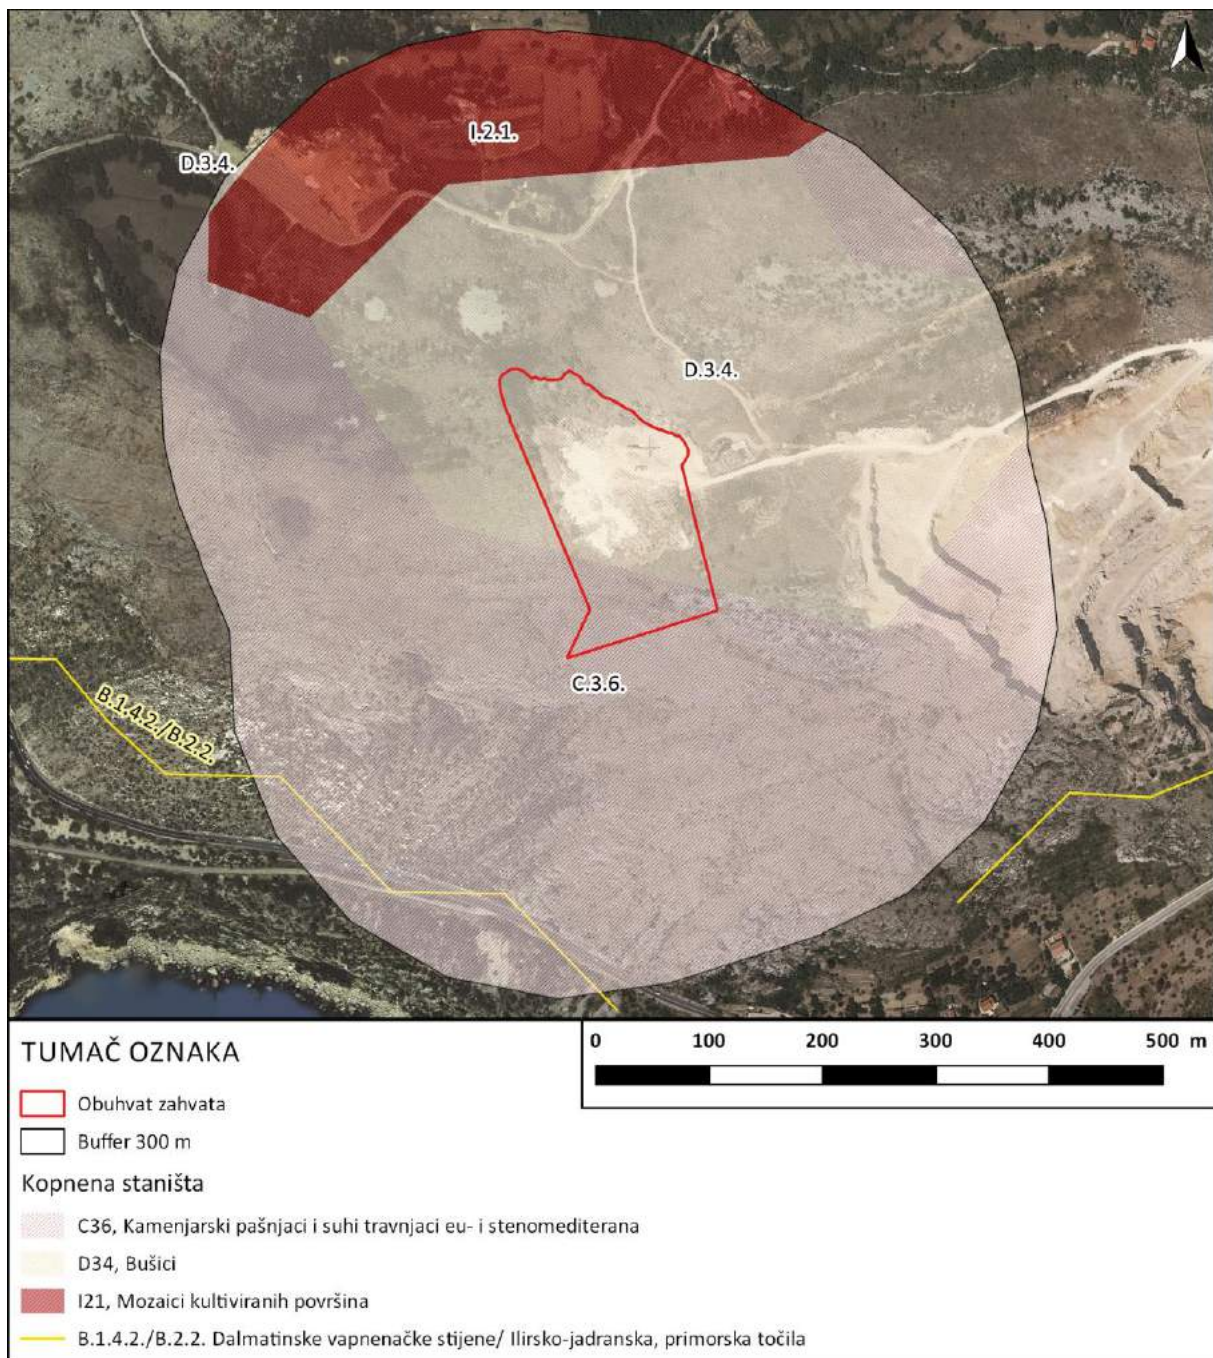 I.2.1.
D.3.4.
D.3.4.
C.3.6.
B.1.4.2./B.2.2.
TUMAČ OZNAKA
0 100 200 300 400 500 m
Obuhvat zahvata
Buffer 300 m
Kopnena staništa
C36, Kamenjarski pašnjaci i suhi travnjaci eu- i stenomediterana
D34, Bušici
I21, Mozaici kultiviranih površina
B.1.4.2./B.2.2. Dalmatinske vapnenačke stijene/ Ilirsko-jadranska, primorska točila